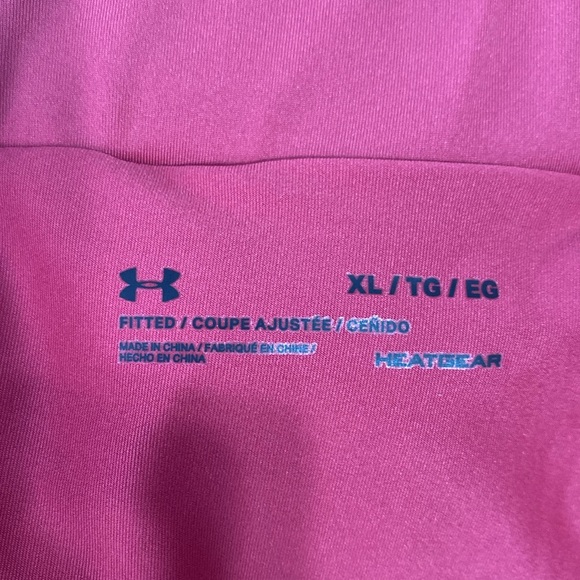 XL / TG / EG
FITTED / COUPE AJUSTÉE / CEÑIDO
MADE IN CHINA / FABRIQUÉ EN CHINE /
HECHO EN CHINA
HEATGEAR